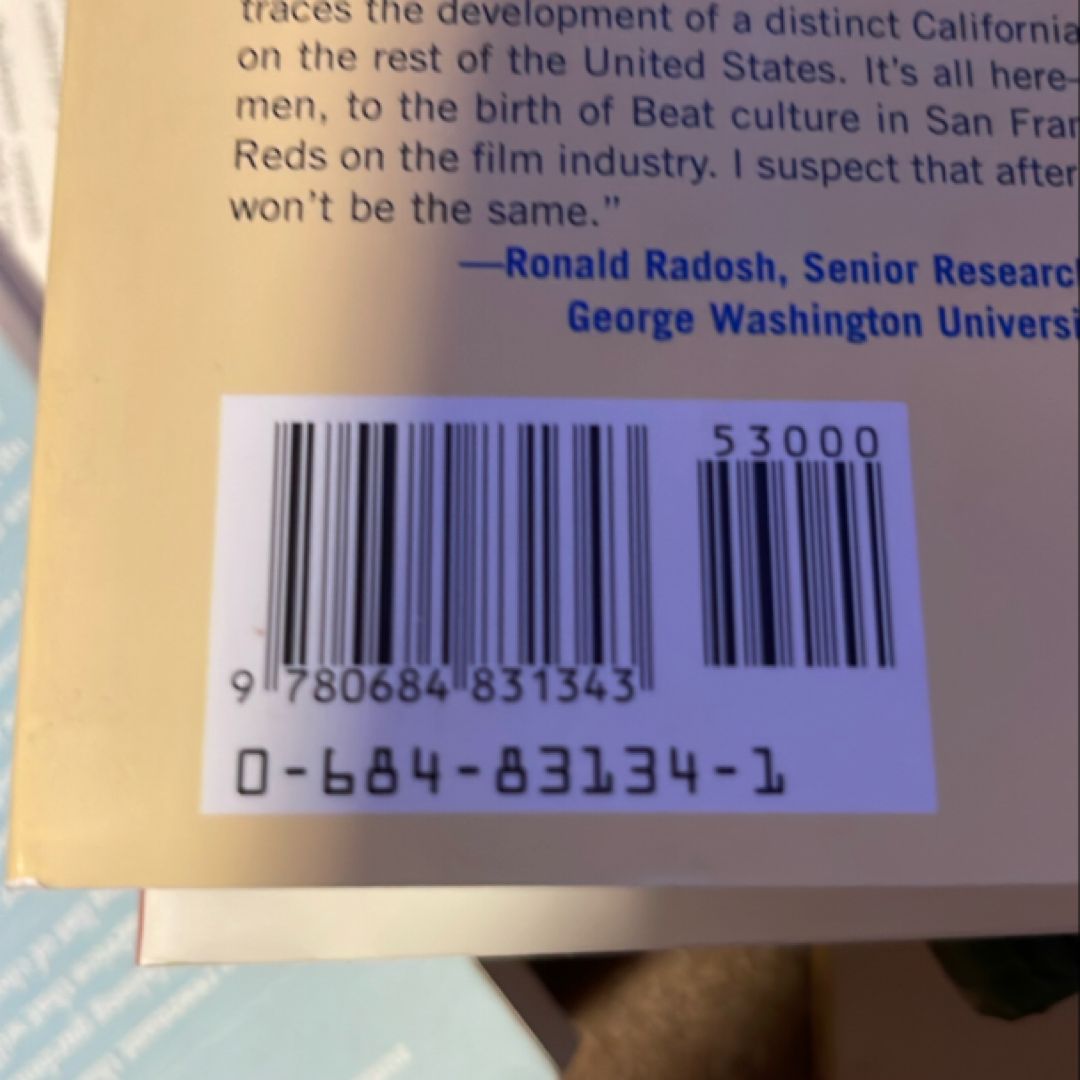 traces the development of a distinct California
on the rest of the United States. It's all here-
men, to the birth of Beat culture in San Fran
Reds on the film industry. I suspect that after
won't be the same."
—Ronald Radosh, Senior Research
George Washington Universi
53000
9 780684 831343
0-684-83134-1